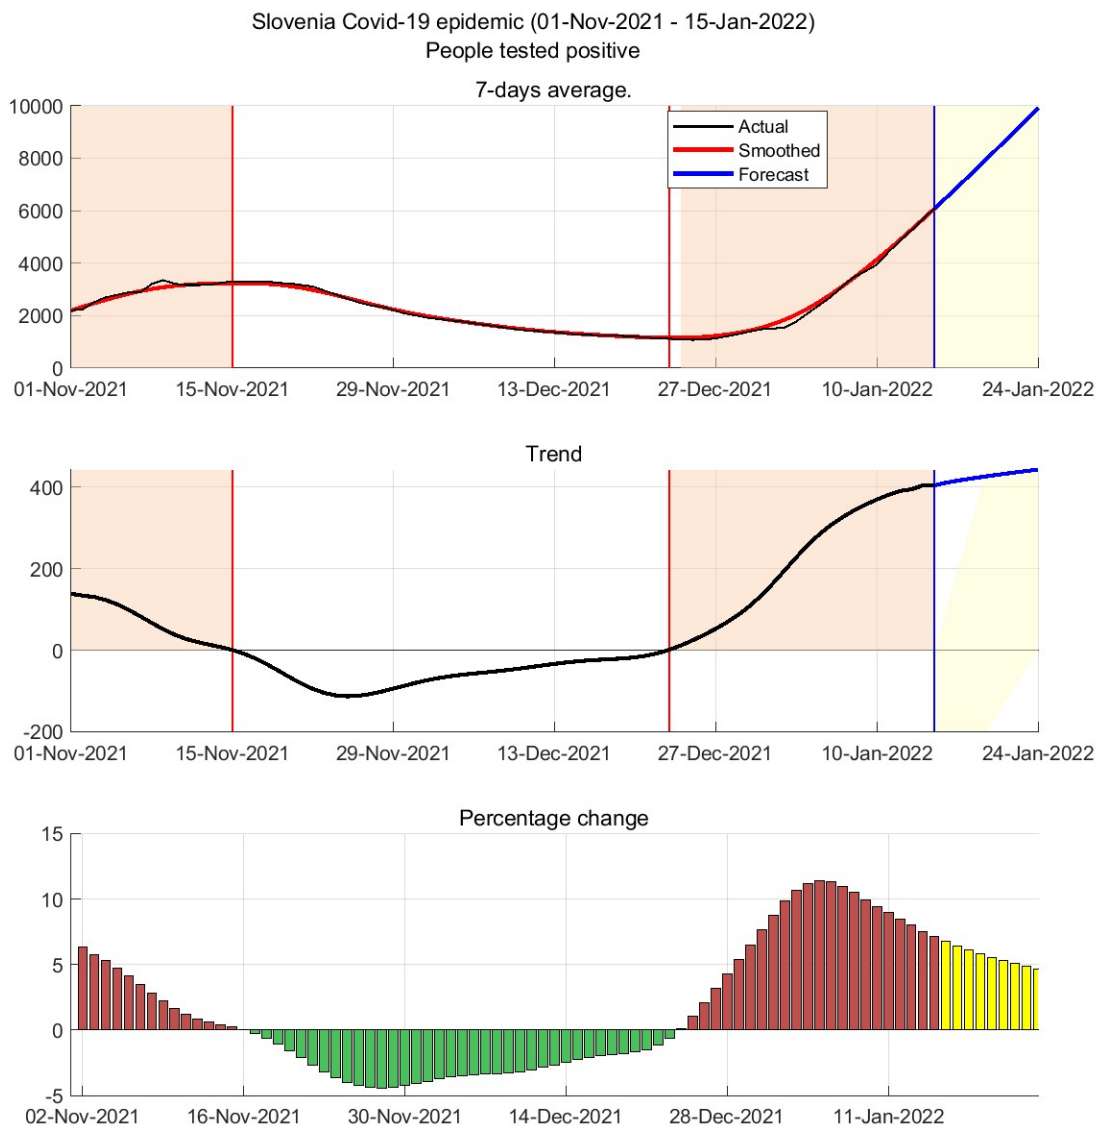 Slovenia Covid-19 epidemic (01-Nov-2021 - 15-Jan-2022)
People tested positive
7-days average.
10000
8000
6000
4000
2000
0
Actual
Smoothed
Forecast
01-Nov-2021 15-Nov-2021 29-Nov-2021 13-Dec-2021 27-Dec-2021 10-Jan-2022 24-Jan-2022
Trend
400
200
0
-200
01-Nov-2021 15-Nov-2021 29-Nov-2021 13-Dec-2021 27-Dec-2021 10-Jan-2022 24-Jan-2022
Percentage change
15
10
5
0
-5
02-Nov-2021 16-Nov-2021 30-Nov-2021 14-Dec-2021 28-Dec-2021 11-Jan-2022